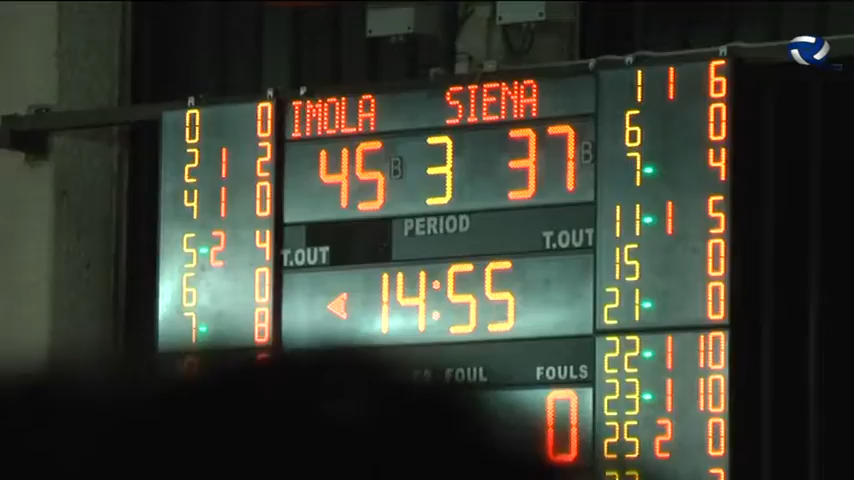 IMOLA SIENA
45 B 3 37 B
PERIOD
T.OUT T.OUT
14:55
FOUL FOULS
0
0 0
2 1 2
4 1 0
5 2 4
6 0
7 8
1 1 6
6 0
7 4
11 1 5
15 0
21 0
22 1 10
23 1 10
25 2 0